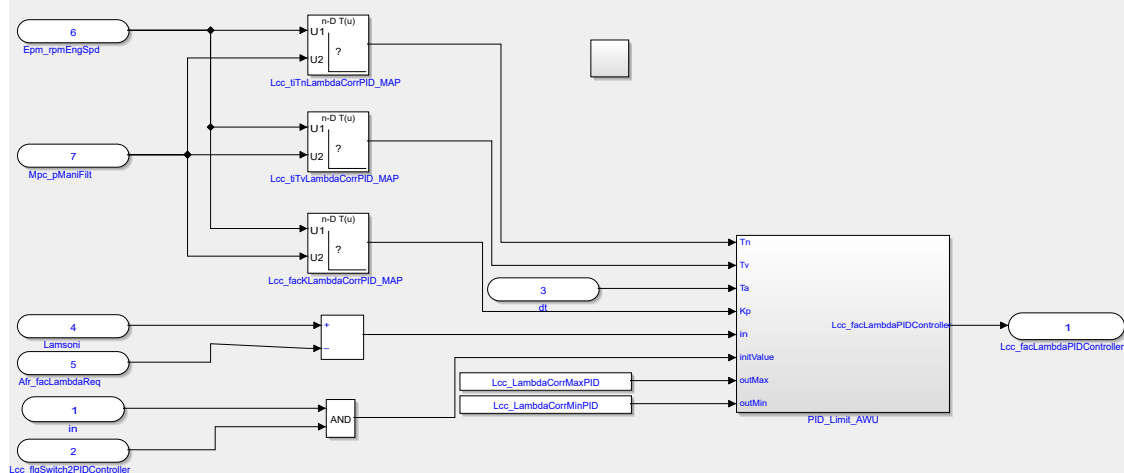 6
Epm_rpmEngSpd
n-D T(u)
U1
U2
?
Lcc_tiTnLambdaCorrPID_MAP
n-D T(u)
U1
U2
?
Lcc_tiTvLambdaCorrPID_MAP
7
Mpc_pManiFilt
n-D T(u)
U1
U2
?
Lcc_facKLambdaCorrPID_MAP
3
dt
4
Lamsoni
5
Afr_facLambdaReq
+
−
1
in
2
Lcc_flgSwitch2PIDController
AND
Lcc_LambdaCorrMaxPID
Lcc_LambdaCorrMinPID
Tn
Tv
Ta
Kp
in
initValue
outMax
outMin
Lcc_facLambdaPIDControlle
PID_Limit_AWU
1
Lcc_facLambdaPIDController